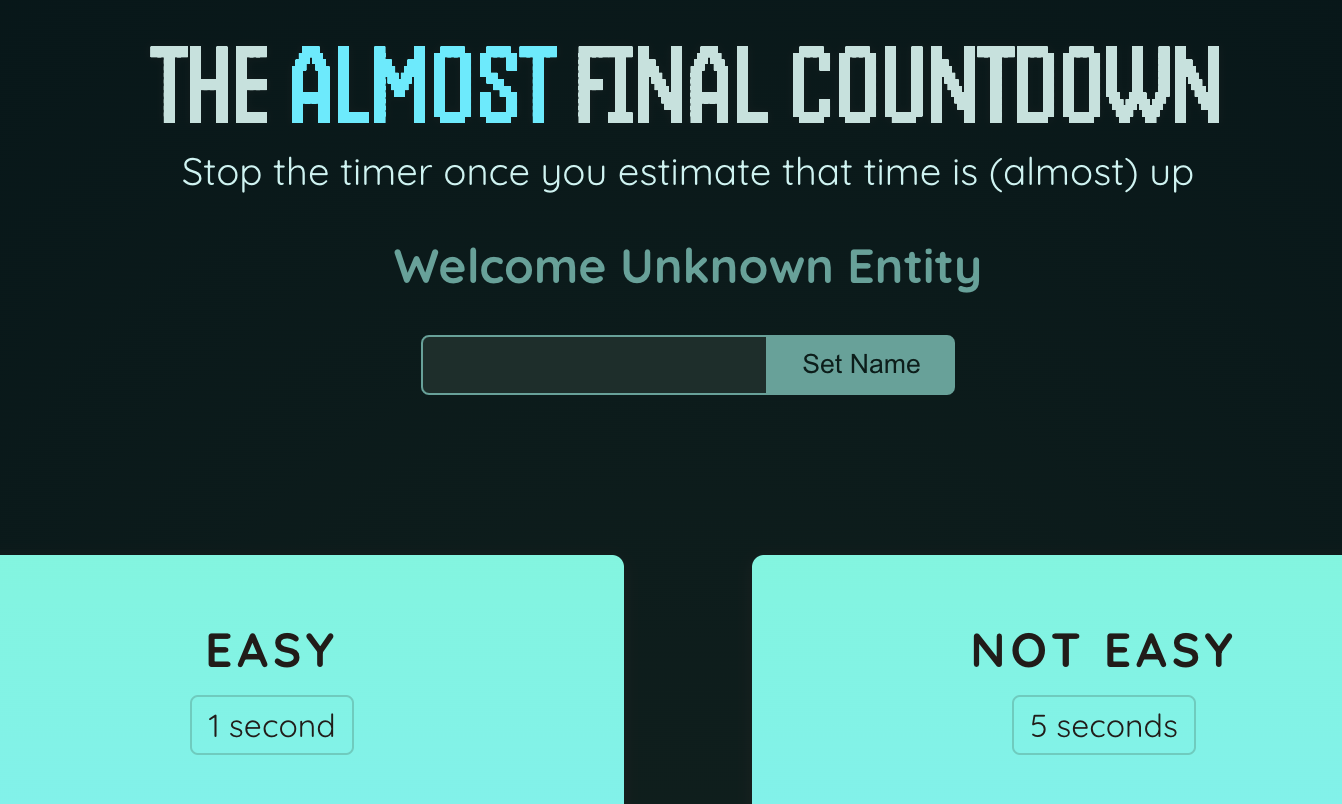 THE ALMOST FINAL COUNTDOWN
Stop the timer once you estimate that time is (almost) up
Welcome Unknown Entity
Set Name
EASY
1 second
NOT EASY
5 seconds